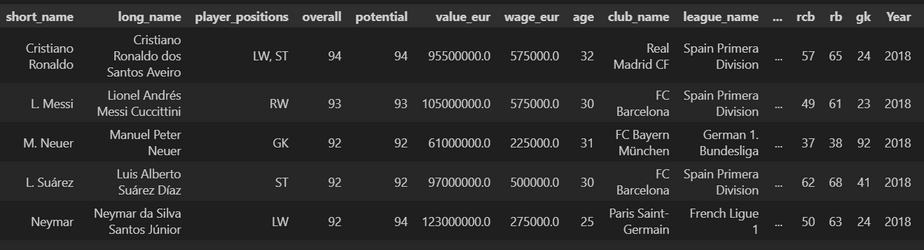 short_name long_name player_positions overall potential value_eur wage_eur age club_name league_name ... rcb rb gk Year
Cristiano Ronaldo Cristiano Ronaldo dos Santos Aveiro LW, ST 94 94 95500000.0 575000.0 32 Real Madrid CF Spain Primera Division ... 57 65 24 2018
L. Messi Lionel Andrés Messi Cuccittini RW 93 93 105000000.0 575000.0 30 FC Barcelona Spain Primera Division ... 49 61 23 2018
M. Neuer Manuel Peter Neuer GK 92 92 61000000.0 225000.0 31 FC Bayern München German 1. Bundesliga ... 37 38 92 2018
L. Suárez Luis Alberto Suárez Díaz ST 92 92 97000000.0 500000.0 30 FC Barcelona Spain Primera Division ... 62 68 41 2018
Neymar Neymar da Silva Santos Júnior LW 92 94 123000000.0 275000.0 25 Paris Saint-Germain French Ligue 1 ... 50 63 24 2018